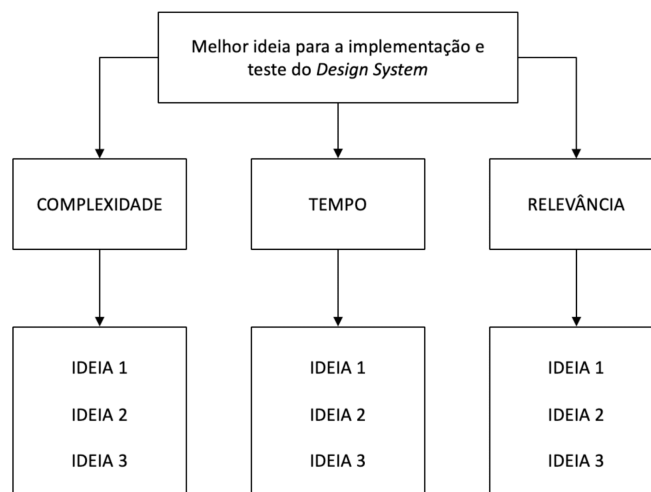 Melhor ideia para a implementação e
teste do Design System
COMPLEXIDADE
TEMPO
RELEVÂNCIA
IDEIA 1
IDEIA 2
IDEIA 3
IDEIA 1
IDEIA 2
IDEIA 3
IDEIA 1
IDEIA 2
IDEIA 3